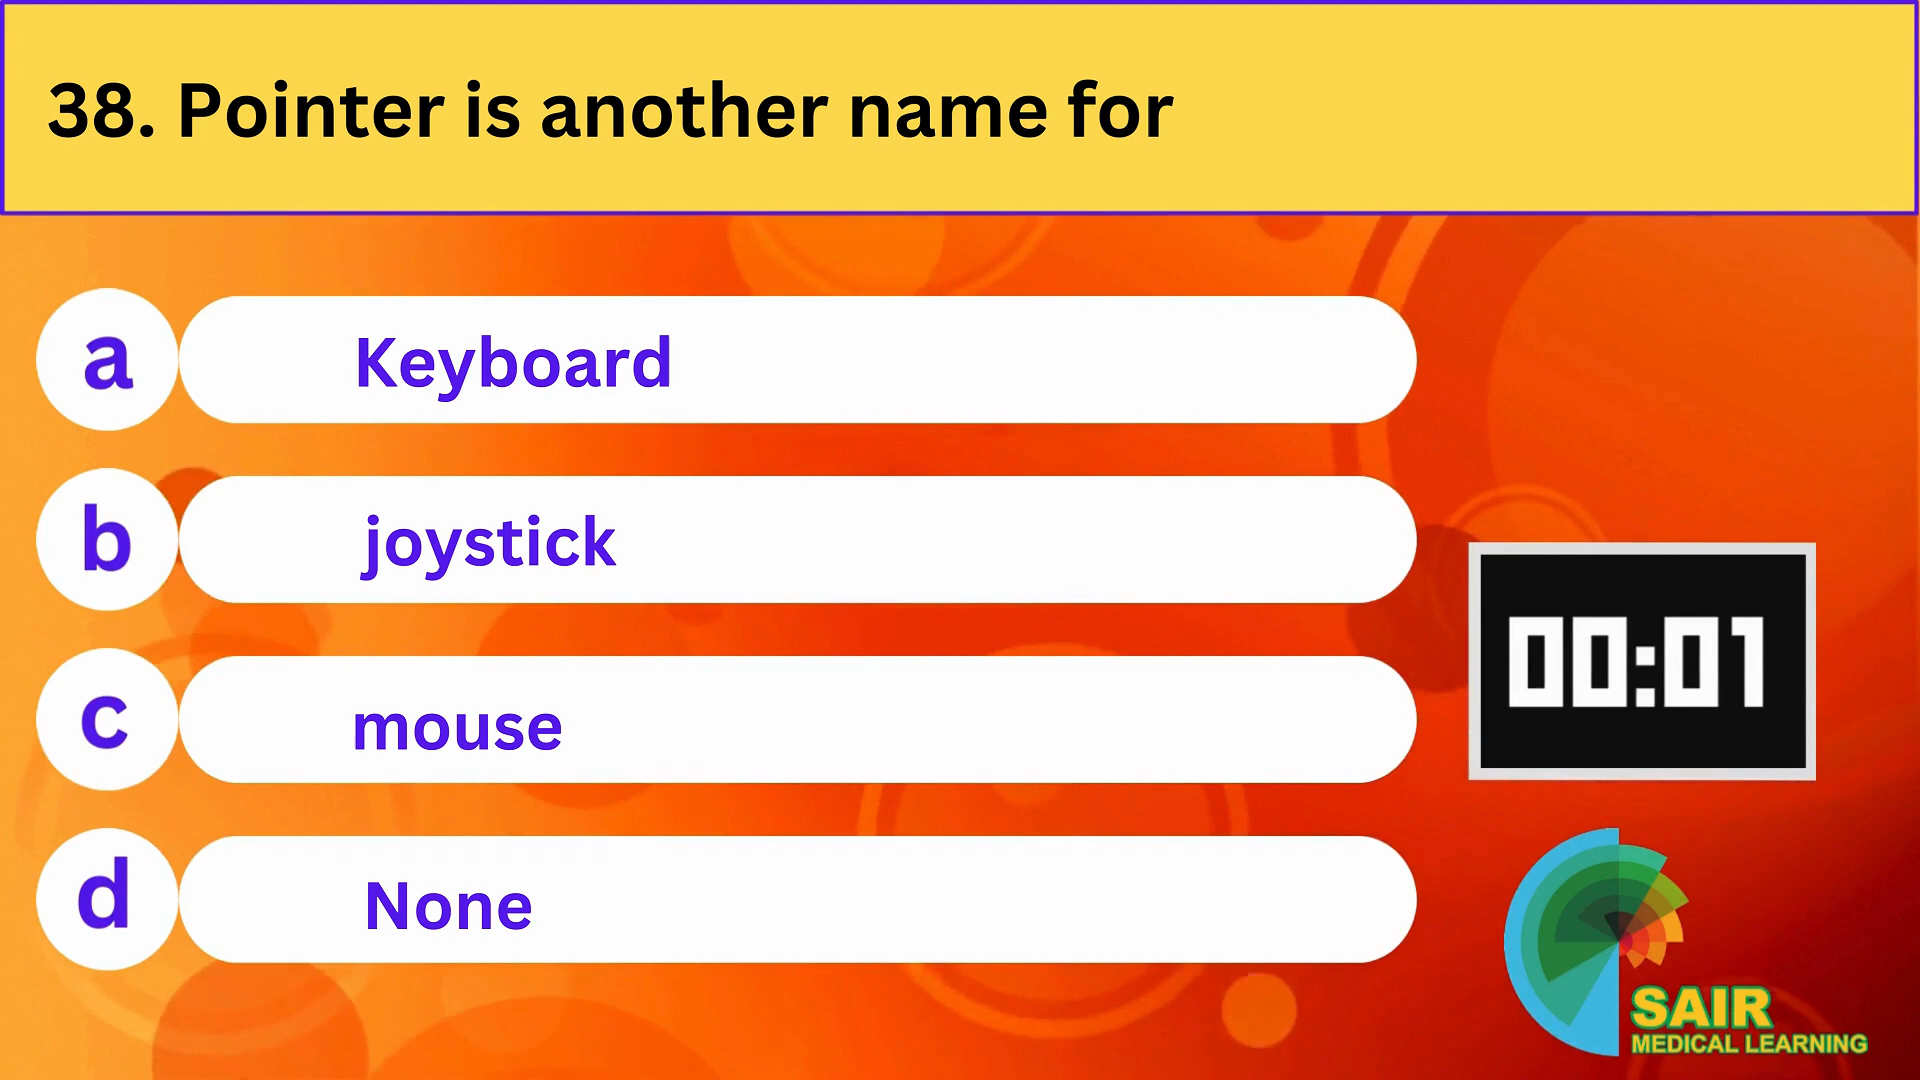 38. Pointer is another name for
a Keyboard
b joystick
c mouse
d None
00:01
SAIR
MEDICAL LEARNING